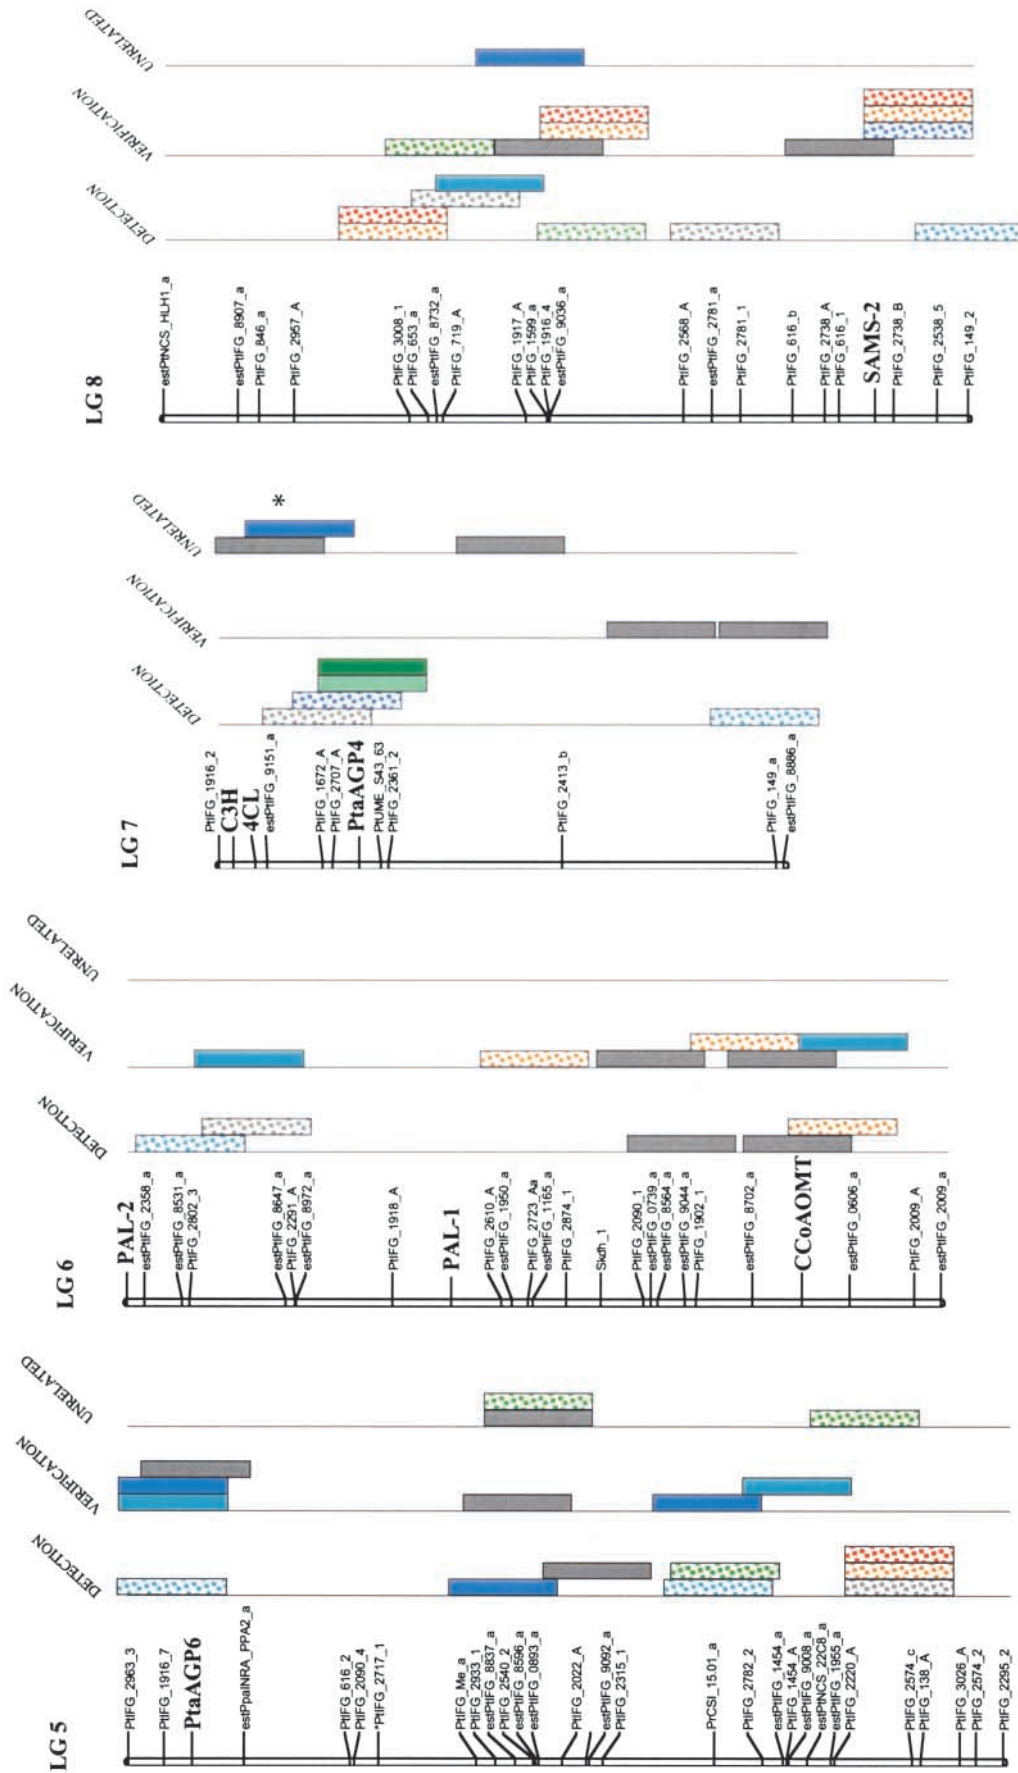 LG 5
PtIFG_2963_3
PtIFG_1916_7
PtaAGP6
estPpaINRA_PPA2_a
PtIFG_616_2
PtIFG_2090_4
*PtIFG_2717_1
PtIFG_Me_a
PtIFG_2933_1
estPtIFG_8837_a
PtIFG_2540_2
estPtIFG_8596_a
estPtIFG_0893_a
PtIFG_2022_A
estPtIFG_9092_a
PtIFG_2315_1
PrCSI_15.01_a
PtIFG_2782_2
estPtIFG_1454_a
PtIFG_1454_A
estPtIFG_9008_a
estPtNCS_22C8_a
estPtIFG_1955_a
PtIFG_2220_A
PtIFG_2574_c
PtIFG_138_A
PtIFG_3026_A
PtIFG_2574_2
PtIFG_2295_2
DETECTION
VERIFICATION
UNRELATED
LG 6
PAL-2
estPtIFG_2358_a
estPtIFG_8531_a
PtIFG_2802_3
estPtIFG_8647_a
PtIFG_2291_A
estPtIFG_8972_a
PtIFG_1918_A
PAL-1
PtIFG_2610_A
estPtIFG_1950_a
PtIFG_2723_Aa
estPtIFG_1165_a
PtIFG_2874_1
Skdh_1
PtIFG_2090_1
estPtIFG_0739_a
estPtIFG_8564_a
estPtIFG_9044_a
PtIFG_1902_1
estPtIFG_8702_a
CCoAOMT
estPtIFG_0606_a
PtIFG_2009_A
estPtIFG_2009_a
DETECTION
VERIFICATION
UNRELATED
LG 7
PtIFG_1916_2
C3H
4CL
estPtIFG_9151_a
PtIFG_1672_A
PtIFG_2707_A
PtaAGP4
PtUME_S43_63
PtIFG_2361_2
PtIFG_2413_b
PtIFG_149_a
estPtIFG_8886_a
DETECTION
VERIFICATION
UNRELATED
*
LG 8
estPtNCS_HLH1_a
estPtIFG_8907_a
PtIFG_846_a
PtIFG_2957_A
PtIFG_3008_1
PtIFG_653_a
estPtIFG_8732_a
PtIFG_719_A
PtIFG_1917_A
PtIFG_1599_a
PtIFG_1916_4
estPtIFG_9036_a
PtIFG_2568_A
estPtIFG_2781_a
PtIFG_2781_1
PtIFG_616_b
PtIFG_2738_A
PtIFG_616_1
SAMS-2
PtIFG_2738_B
PtIFG_2538_5
PtIFG_149_2
DETECTION
VERIFICATION
UNRELATED